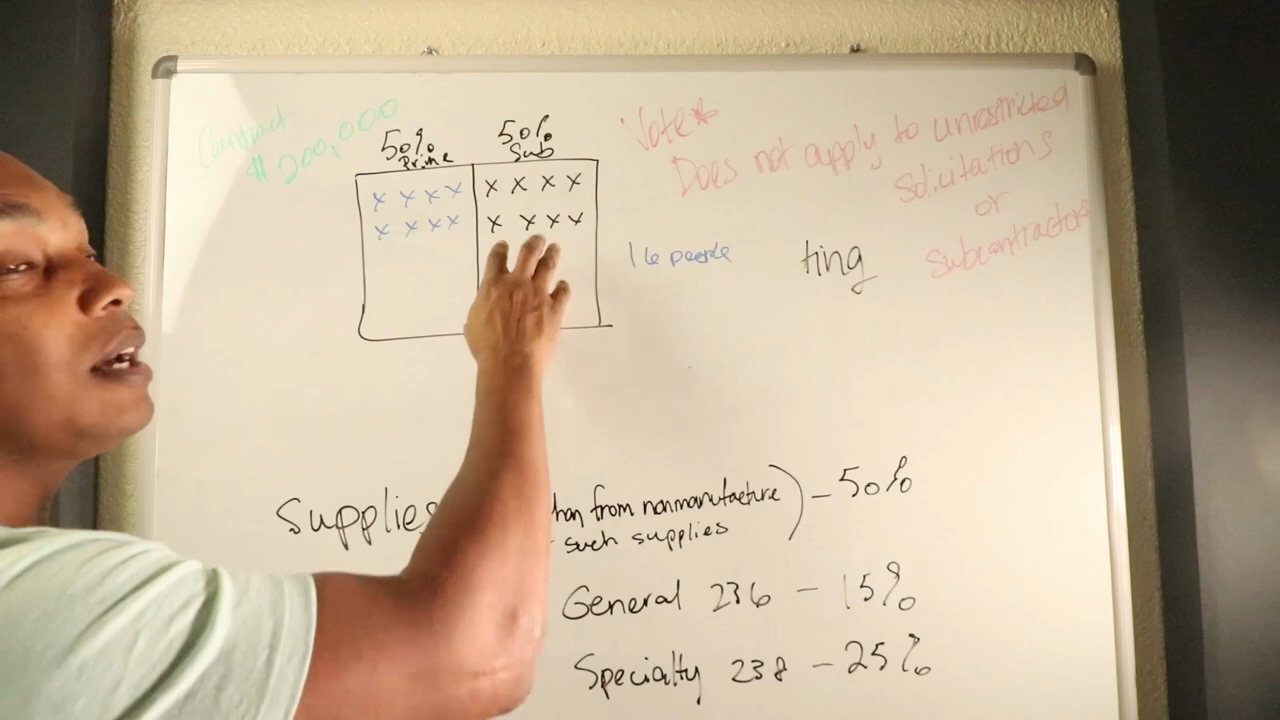 Contract
$200,000
50%
Prime
50%
Sub
x x x x x x x x
x x x x x x x x
Note*
Does not apply to unrestricted
solicitations
or
subcontractors
16 people
ting
Supplies
han from nonmanufacture) - 50%
such supplies
General 236 - 15%
Specialty 238 - 25%